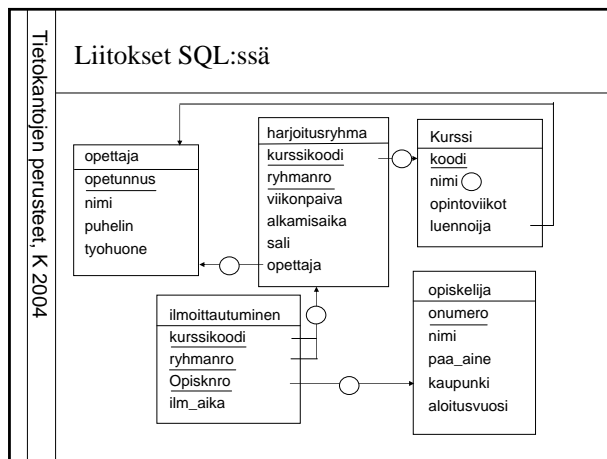 Tietokantojen perusteet, K 2004
Liitokset SQL:ssä
opettaja
opetunnus
nimi
puhelin
tyohuone
harjoitusryhma
kurssikoodi
ryhmanro
viikonpaiva
alkamisaika
sali
opettaja
Kurssi
koodi
nimi
opintoviikot
luennoija
ilmoittautuminen
kurssikoodi
ryhmanro
Opisknro
ilm_aika
opiskelija
onumero
nimi
paa_aine
kaupunki
aloitusvuosi